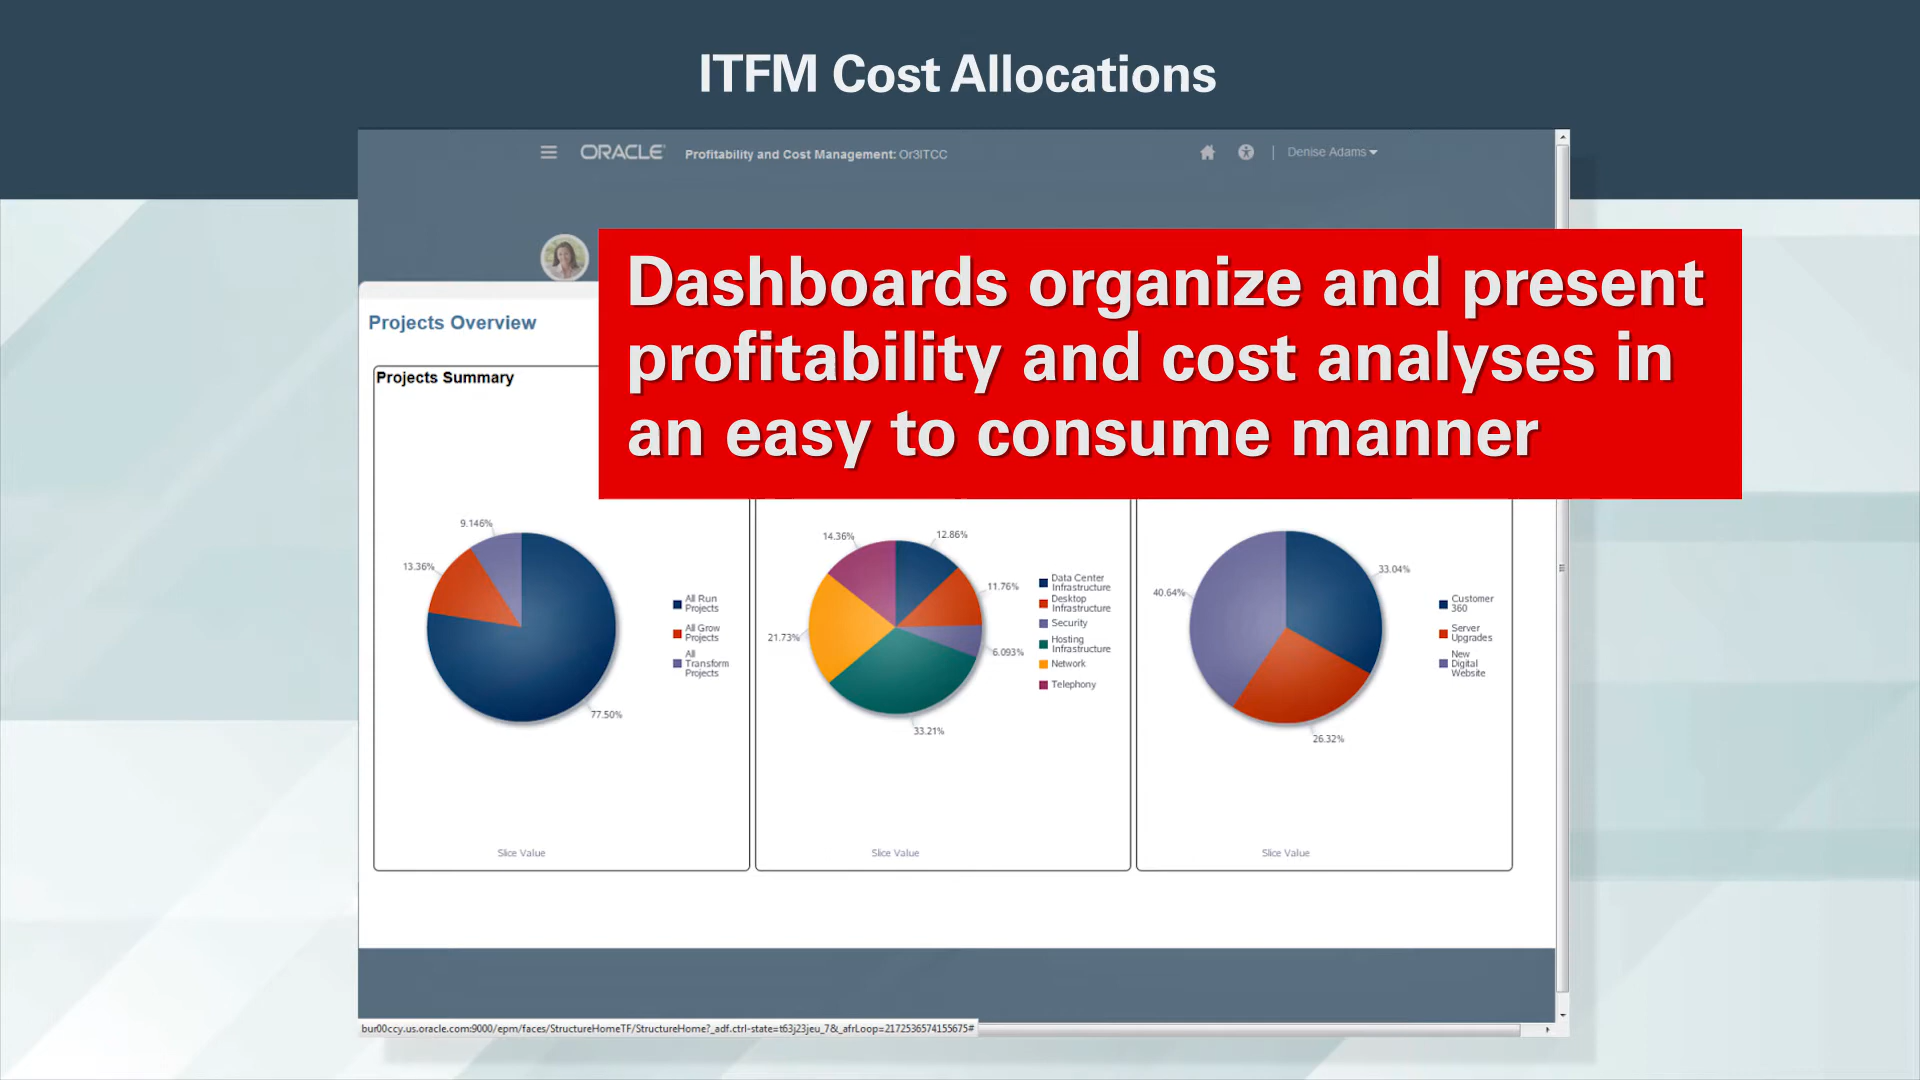 ITFM Cost Allocations
ORACLE Profitability and Cost Management: Or3ITCC
Denise Adams
Dashboards organize and present
profitability and cost analyses in
an easy to consume manner
Projects Overview
Projects Summary
9.146%
13.36%
77.50%
All Run
Projects
All Grow
Projects
All
Transform
Projects
Slice Value
14.36%
12.86%
11.76%
6.093%
21.73%
33.21%
Data Center
Infrastructure
Desktop
Infrastructure
Security
Hosting
Infrastructure
Network
Telephony
Slice Value
33.04%
40.64%
26.32%
Customer
360
Server
Upgrades
New
Digital
Website
Slice Value
bur00ccy.us.oracle.com:9000/epm/faces/StructureHomeTF/StructureHome?_adf.ctrl-state=t63j23jeu_7&_afrLoop=2172536574155675#